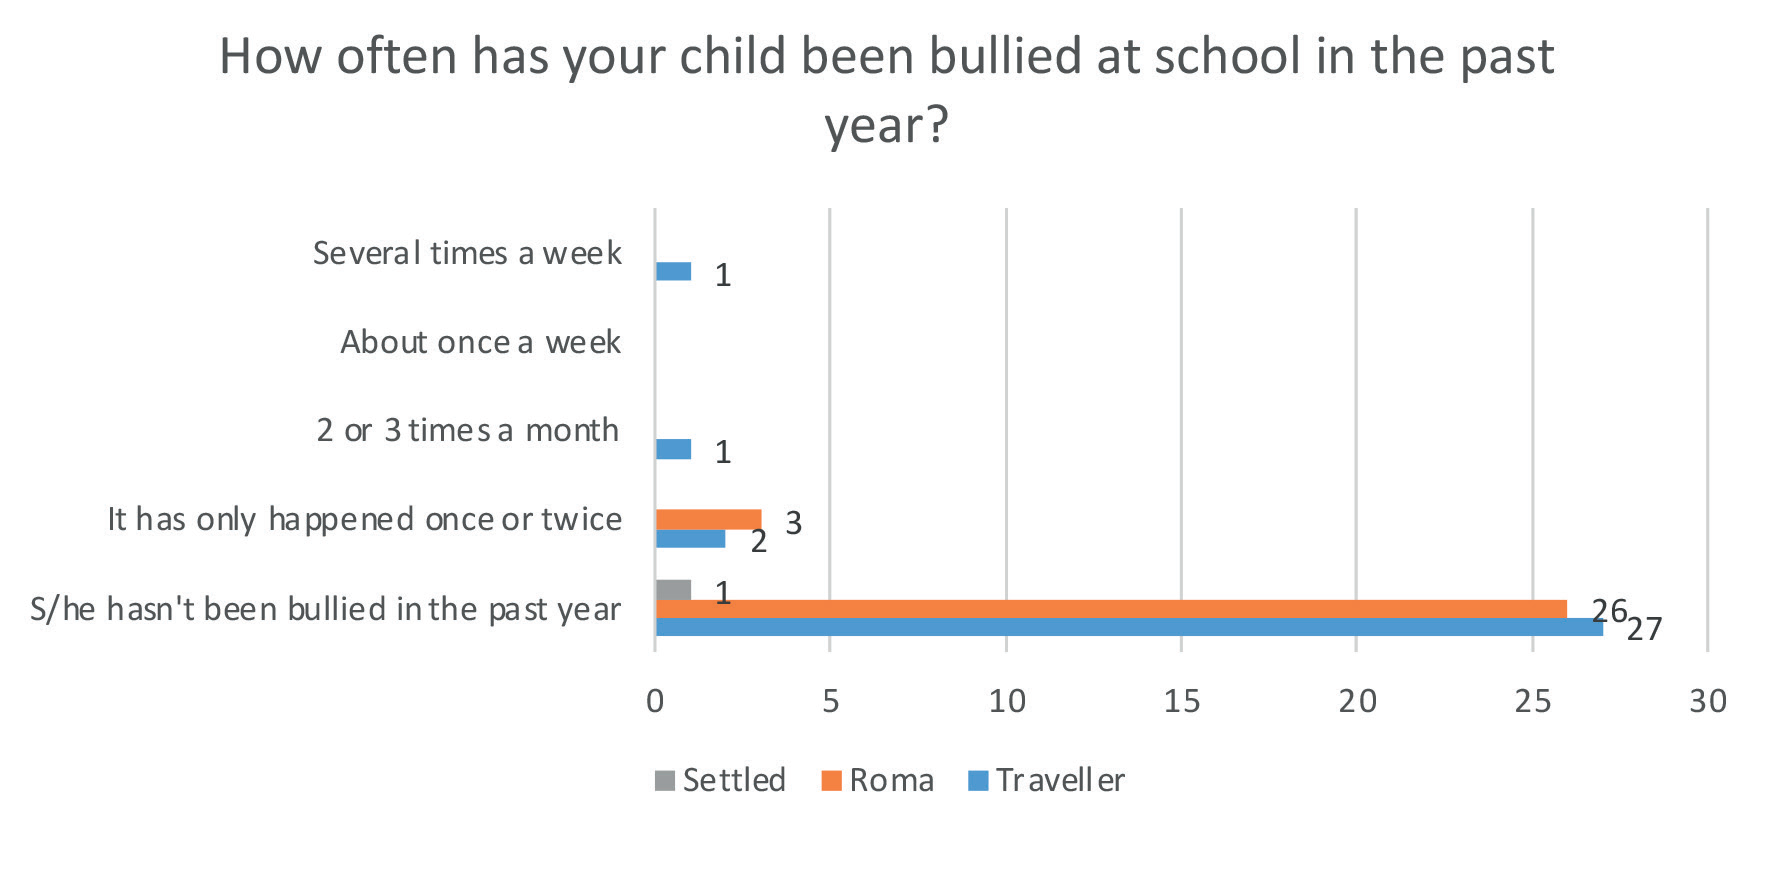 How often has your child been bullied at school in the past
year?
Several times a week
1
About once a week
2 or 3 times a month
1
It has only happened once or twice
3
2
S/he hasn't been bullied in the past year
1
26
27
0 5 10 15 20 25 30
Settled Roma Traveller